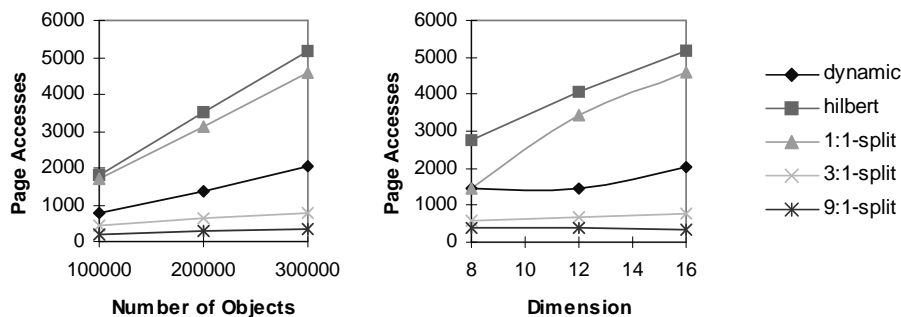 6000
5000
4000
3000
2000
1000
0
Page Accesses
100000 200000 300000
Number of Objects
6000
5000
4000
3000
2000
1000
0
Page Accesses
8 10 12 14 16
Dimension
dynamic
hilbert
1:1-split
3:1-split
9:1-split